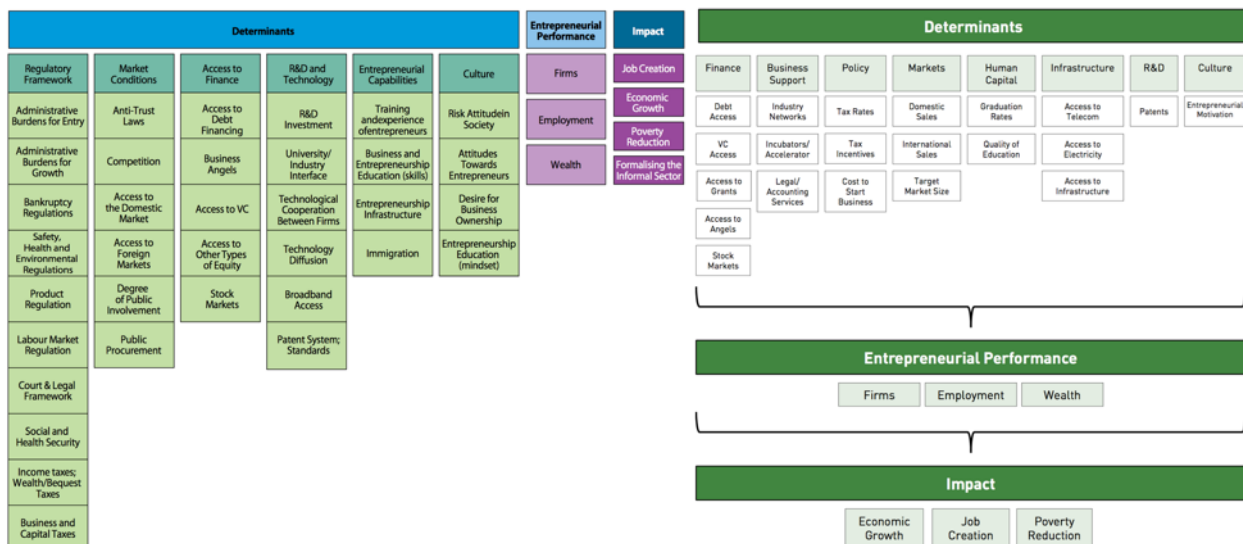 Determinants
Entrepreneurial
Performance
Impact
Regulatory
Framework
Administrative
Burdens for Entry
Administrative
Burdens for
Growth
Bankruptcy
Regulations
Safety,
Health and
Environmental
Regulations
Product
Regulation
Labour Market
Regulation
Court & Legal
Framework
Social and
Health Security
Income taxes;
Wealth/Bequest
Taxes
Business and
Capital Taxes
Market
Conditions
Anti-Trust
Laws
Competition
Access to
the Domestic
Market
Access to
Foreign
Markets
Degree
of Public
Involvement
Public
Procurement
Access to
Finance
Access to
Debt
Financing
Business
Angels
Access to VC
Access to
Other Types
of Equity
Stock
Markets
R&D and
Technology
R&D
Investment
University/
Industry
Interface
Technological
Cooperation
Between Firms
Technology
Diffusion
Broadband
Access
Patent System;
Standards
Entrepreneurial
Capabilities
Training
andexperience
ofentrepreneurs
Business and
Entrepreneurship
Education (skills)
Entrepreneurship
Infrastructure
Immigration
Culture
Risk Attitudein
Society
Attitudes
Towards
Entrepreneurs
Desire for
Business
Ownership
Entrepreneurship
Education
(mindset)
Firms
Employment
Wealth
Job Creation
Economic
Growth
Poverty
Reduction
Formalising the
Informal Sector
Determinants
Finance
Debt
Access
VC
Access
Access to
Grants
Access to
Angels
Stock
Markets
Business
Support
Industry
Networks
Incubators/
Accelerator
Legal/
Accounting
Services
Policy
Tax Rates
Tax
Incentives
Cost to
Start
Business
Markets
Domestic
Sales
International
Sales
Target
Market Size
Human
Capital
Graduation
Rates
Quality of
Education
Infrastructure
Access to
Telecom
Access to
Electricity
Access to
Infrastructure
R&D
Patents
Culture
Entrepreneurial
Motivation
Entrepreneurial Performance
Firms
Employment
Wealth
Impact
Economic
Growth
Job
Creation
Poverty
Reduction